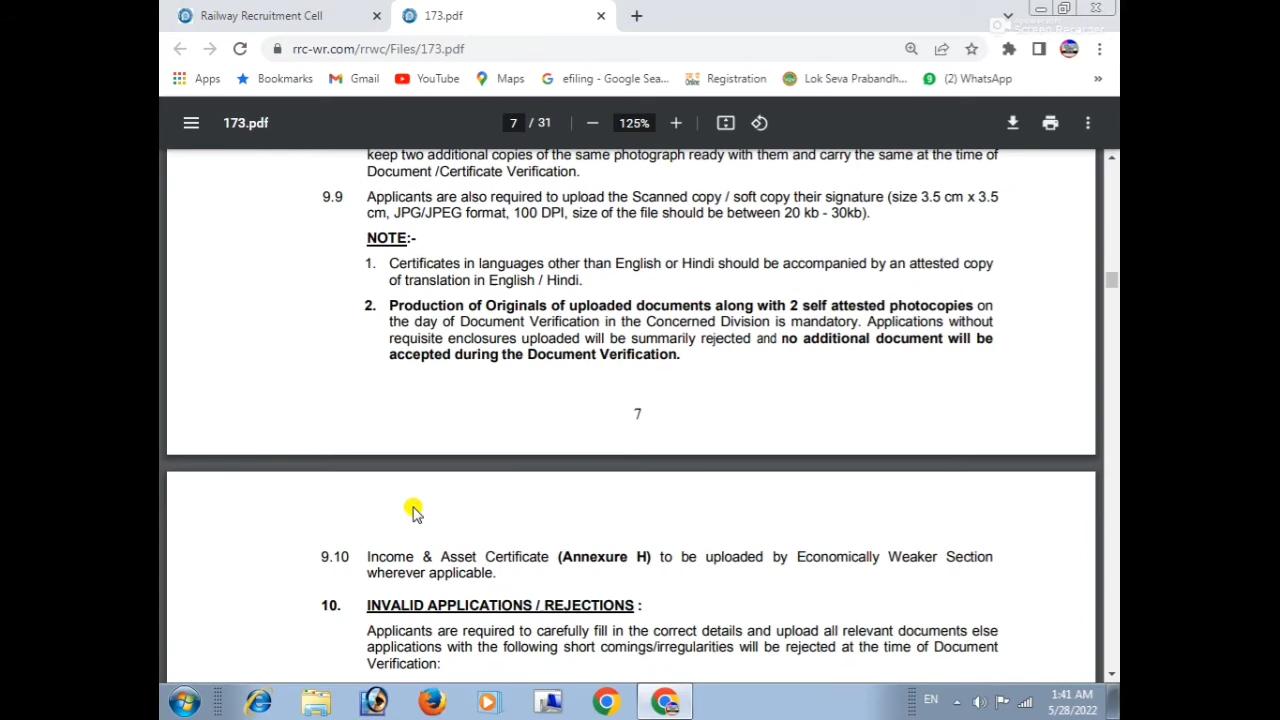 Railway Recruitment Cell
173.pdf
rrc-wr.com/rrwc/Files/173.pdf
Screen Recorder
Apps
Bookmarks
Gmail
YouTube
Maps
efiling - Google Sea...
Registration
Lok Seva Prabandh...
(2) WhatsApp
»
173.pdf
7 / 31
125%
keep two additional copies of the same photograph ready with them and carry the same at the time of
Document /Certificate Verification.
9.9 Applicants are also required to upload the Scanned copy / soft copy their signature (size 3.5 cm x 3.5
cm, JPG/JPEG format, 100 DPI, size of the file should be between 20 kb - 30kb).
NOTE:-
1. Certificates in languages other than English or Hindi should be accompanied by an attested copy
of translation in English / Hindi.
2. Production of Originals of uploaded documents along with 2 self attested photocopies on
the day of Document Verification in the Concerned Division is mandatory. Applications without
requisite enclosures uploaded will be summarily rejected and no additional document will be
accepted during the Document Verification.
7
9.10 Income & Asset Certificate (Annexure H) to be uploaded by Economically Weaker Section
wherever applicable.
10. INVALID APPLICATIONS / REJECTIONS :
Applicants are required to carefully fill in the correct details and upload all relevant documents else
applications with the following short comings/irregularities will be rejected at the time of Document
Verification:
EN
1:41 AM
5/28/2022